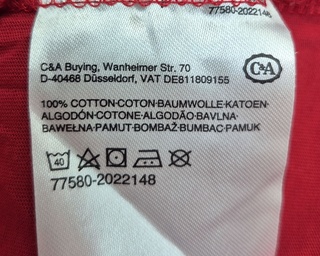 77580-2022148
C&A Buying, Wanheimer Str. 70
D-40468 Düsseldorf, VAT DE811809155
C&A
100% COTTON-COTON-BAUMWOLLE-KATOEN-
ALGODÓN-COTONE-ALGODÃO-BAVLNA-
BAWEŁNA-PAMUT-BOMBAŽ-BUMBAC-PAMUK
40
77580-2022148